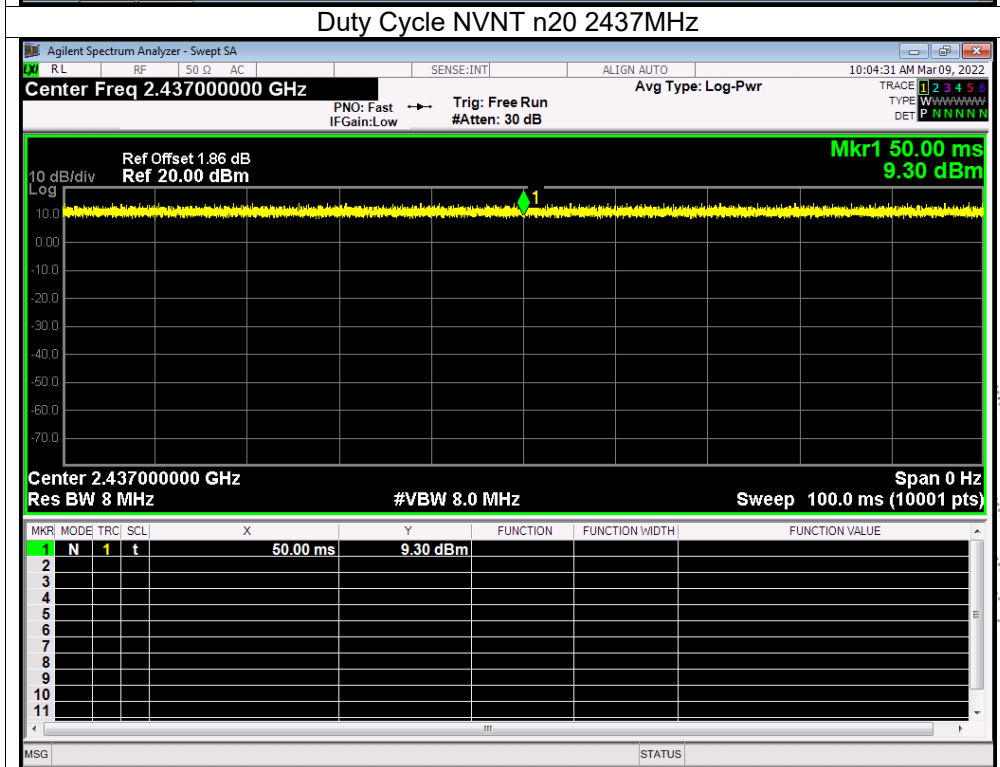 Duty Cycle NVNT n20 2437MHz
Agilent Spectrum Analyzer - Swept SA
LXI RL RF 50 Ω AC SENSE:INT ALIGN AUTO 10:04:31 AM Mar 09, 2022
Center Freq 2.437000000 GHz Avg Type: Log-Pwr TRACE 1 2 3 4 5 6
PNO: Fast Trig: Free Run TYPE WWWWWW
IFGain:Low #Atten: 30 dB DET P N N N N N
Mkr1 50.00 ms
Ref Offset 1.86 dB
10 dB/div Ref 20.00 dBm 9.30 dBm
Log
1
10.0
0.00
-10.0
-20.0
-30.0
-40.0
-50.0
-60.0
-70.0
Center 2.437000000 GHz Span 0 Hz
Res BW 8 MHz #VBW 8.0 MHz Sweep 100.0 ms (10001 pts)
MKR MODE TRC SCL X Y FUNCTION FUNCTION WIDTH FUNCTION VALUE
1 N 1 t 50.00 ms 9.30 dBm
2
3
4
5
6
7
8
9
10
11
MSG STATUS